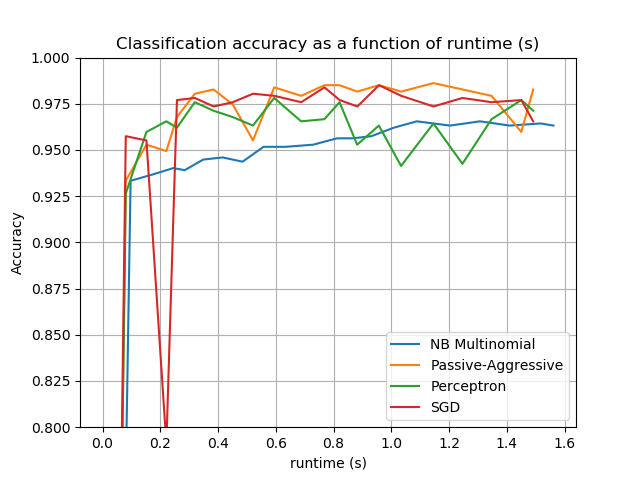 Classification accuracy as a function of runtime (s)
1.000
0.975
0.950
0.925
0.900
0.875
0.850
0.825
0.800
Accuracy
NB Multinomial
Passive-Aggressive
Perceptron
SGD
0.0 0.2 0.4 0.6 0.8 1.0 1.2 1.4 1.6
runtime (s)